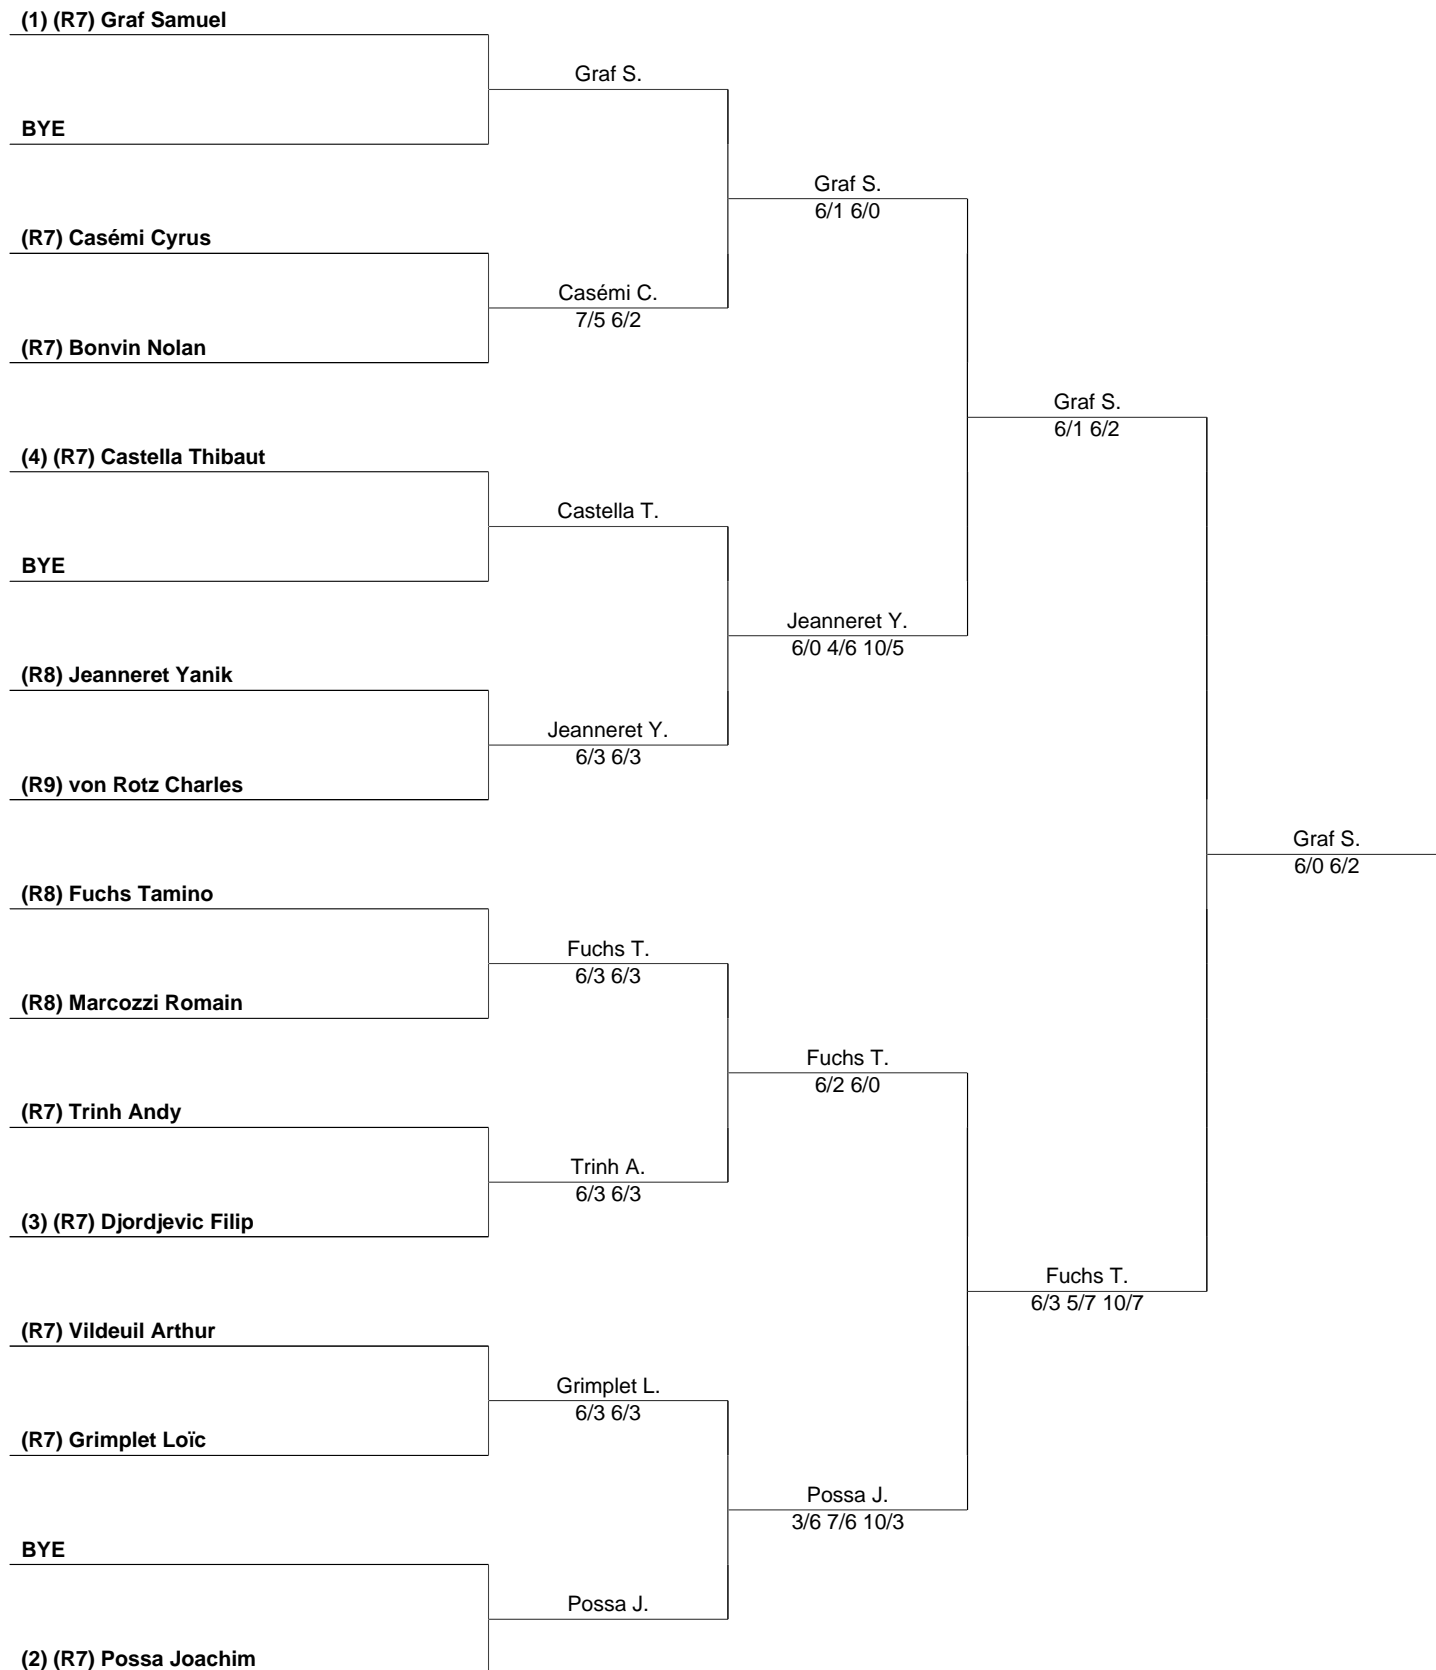 (1) (R7) Graf Samuel
Graf S.
BYE
Graf S.
6/1 6/0
(R7) Casémi Cyrus
Casémi C.
7/5 6/2
(R7) Bonvin Nolan
Graf S.
6/1 6/2
(4) (R7) Castella Thibaut
Castella T.
BYE
Jeanneret Y.
6/0 4/6 10/5
(R8) Jeanneret Yanik
Jeanneret Y.
6/3 6/3
(R9) von Rotz Charles
Graf S.
6/0 6/2
(R8) Fuchs Tamino
Fuchs T.
6/3 6/3
(R8) Marcozzi Romain
Fuchs T.
6/2 6/0
(R7) Trinh Andy
Trinh A.
6/3 6/3
(3) (R7) Djordjevic Filip
Fuchs T.
6/3 5/7 10/7
(R7) Vildeuil Arthur
Grimplet L.
6/3 6/3
(R7) Grimplet Loïc
Possa J.
3/6 7/6 10/3
BYE
Possa J.
(2) (R7) Possa Joachim